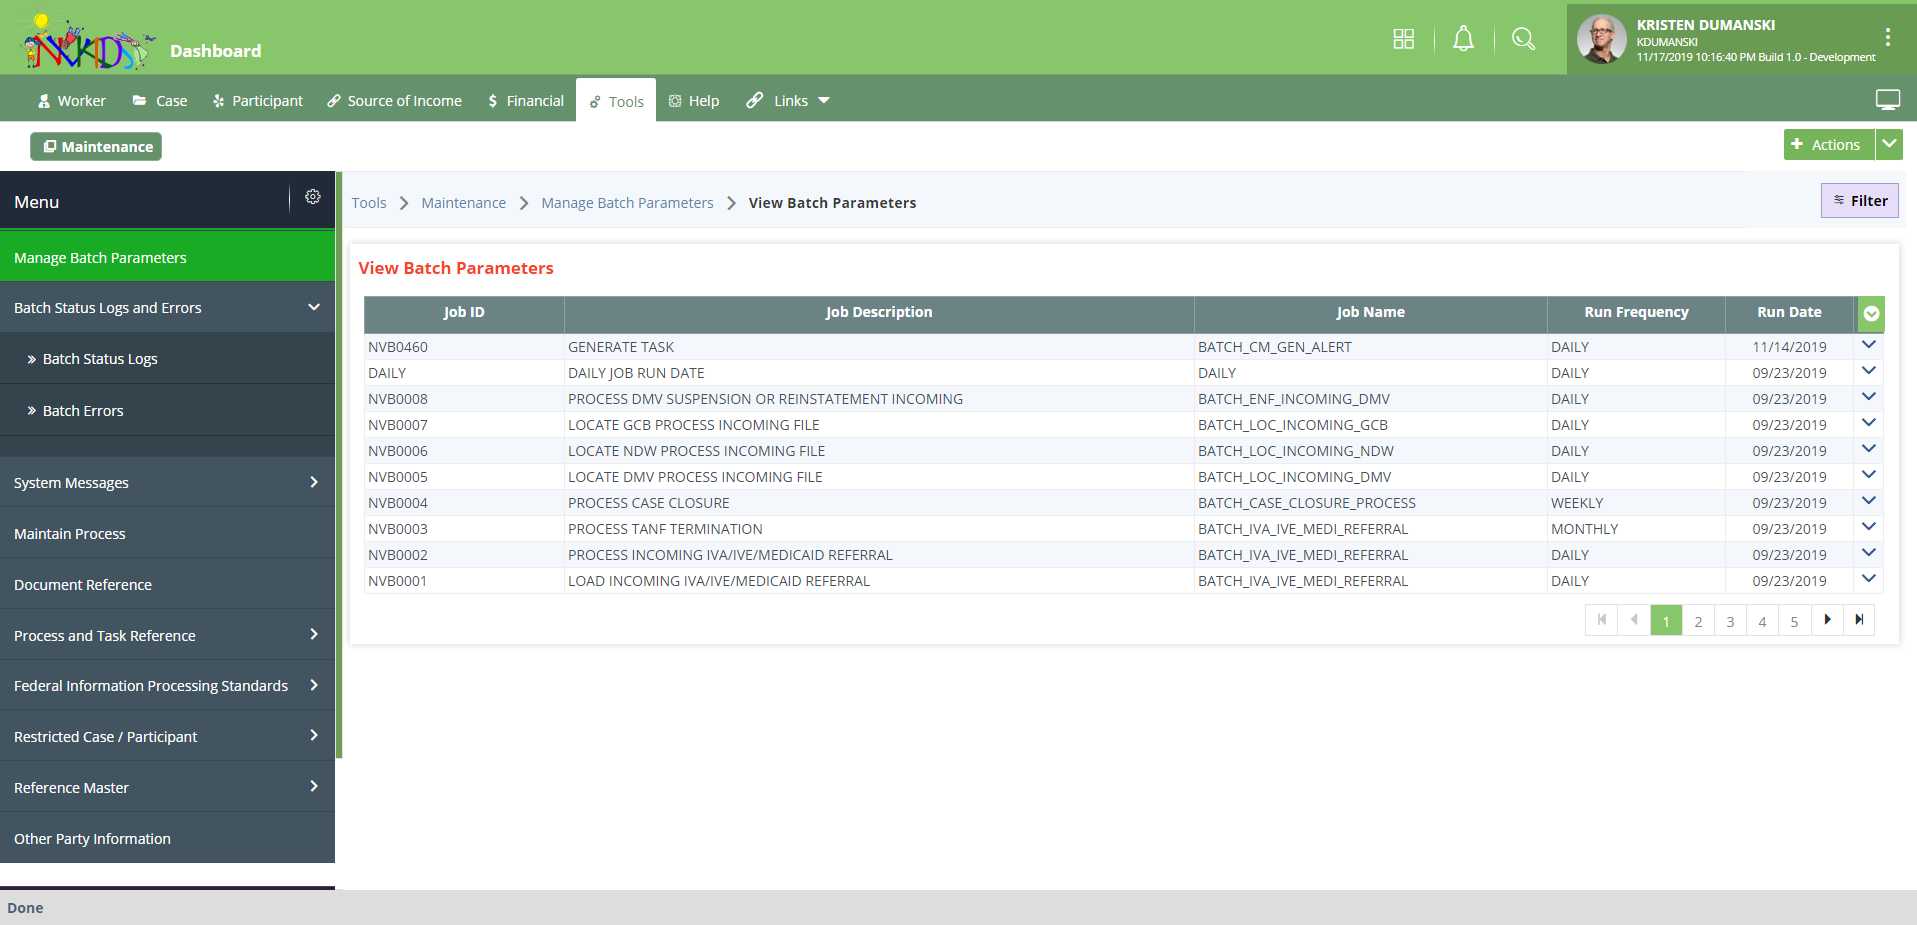 NVKIDS
Dashboard
KRISTEN DUMANSKI
KDUMANSKI
11/17/2019 10:16:40 PM Build 1.0 - Development
Worker Case Participant Source of Income $ Financial Tools Help Links
Maintenance
+ Actions
Menu
Tools > Maintenance > Manage Batch Parameters > View Batch Parameters
Filter
Manage Batch Parameters
Batch Status Logs and Errors
» Batch Status Logs
» Batch Errors
System Messages
Maintain Process
Document Reference
Process and Task Reference
Federal Information Processing Standards
Restricted Case / Participant
Reference Master
Other Party Information
View Batch Parameters
Job ID Job Description Job Name Run Frequency Run Date
NVB0460 GENERATE TASK BATCH_CM_GEN_ALERT DAILY 11/14/2019
DAILY DAILY JOB RUN DATE DAILY DAILY 09/23/2019
NVB0008 PROCESS DMV SUSPENSION OR REINSTATEMENT INCOMING BATCH_ENF_INCOMING_DMV DAILY 09/23/2019
NVB0007 LOCATE GCB PROCESS INCOMING FILE BATCH_LOC_INCOMING_GCB DAILY 09/23/2019
NVB0006 LOCATE NDW PROCESS INCOMING FILE BATCH_LOC_INCOMING_NDW DAILY 09/23/2019
NVB0005 LOCATE DMV PROCESS INCOMING FILE BATCH_LOC_INCOMING_DMV DAILY 09/23/2019
NVB0004 PROCESS CASE CLOSURE BATCH_CASE_CLOSURE_PROCESS WEEKLY 09/23/2019
NVB0003 PROCESS TANF TERMINATION BATCH_IVA_IVE_MEDI_REFERRAL MONTHLY 09/23/2019
NVB0002 PROCESS INCOMING IVA/IVE/MEDICAID REFERRAL BATCH_IVA_IVE_MEDI_REFERRAL DAILY 09/23/2019
NVB0001 LOAD INCOMING IVA/IVE/MEDICAID REFERRAL BATCH_IVA_IVE_MEDI_REFERRAL DAILY 09/23/2019
1 2 3 4 5
Done